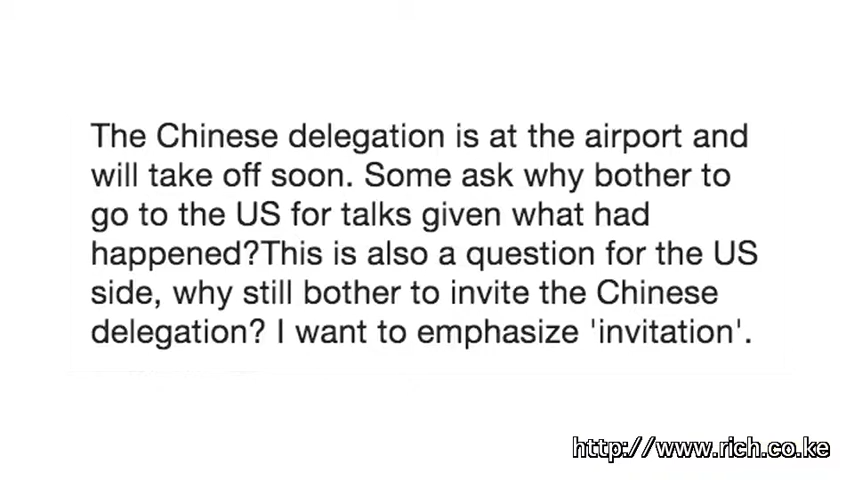 The Chinese delegation is at the airport and
will take off soon. Some ask why bother to
go to the US for talks given what had
happened?This is also a question for the US
side, why still bother to invite the Chinese
delegation? I want to emphasize 'invitation'.
http://www.rich.co.ke